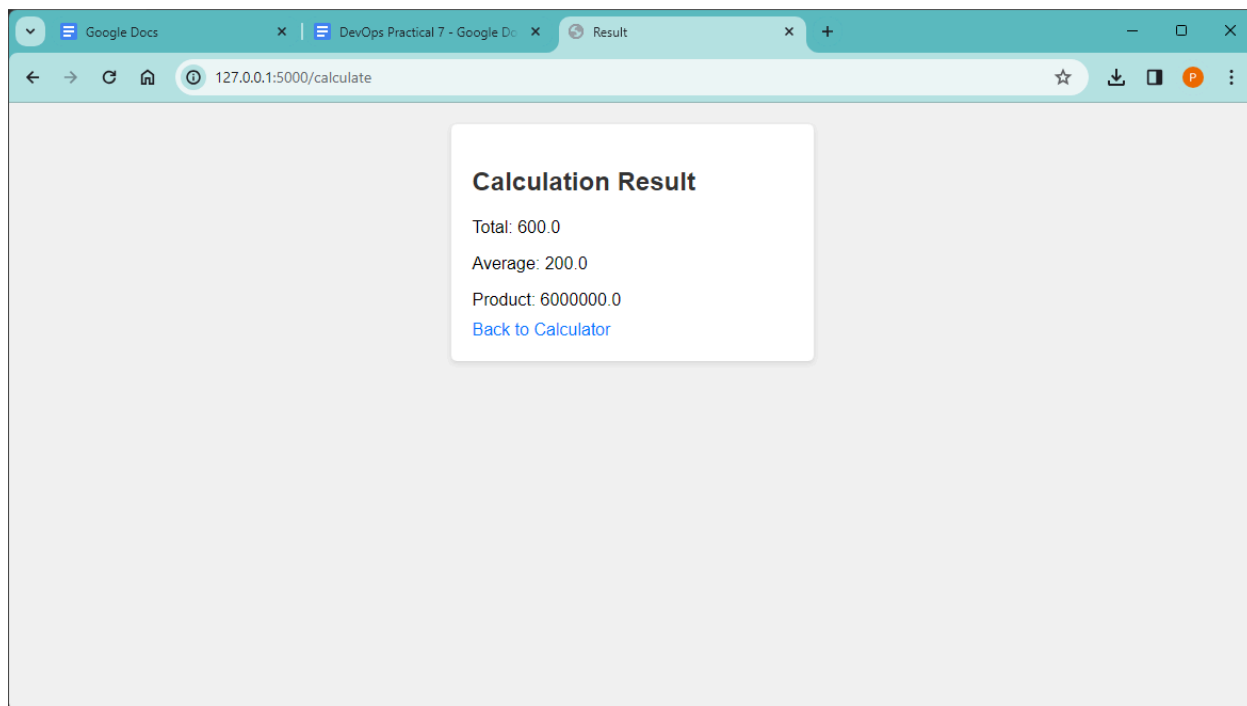 Google Docs
DevOps Practical 7 - Google Do
Result
127.0.0.1:5000/calculate
P
Calculation Result
Total: 600.0
Average: 200.0
Product: 6000000.0
Back to Calculator